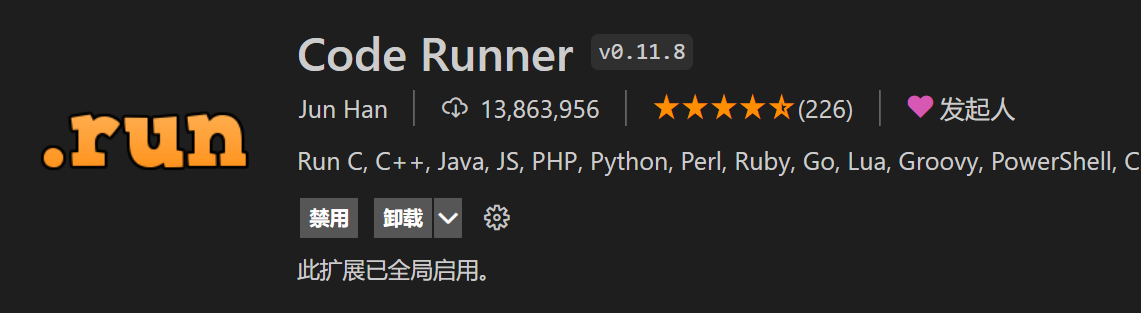 .run
Code Runner v0.11.8
Jun Han 13,863,956 (226) 发起人
Run C, C++, Java, JS, PHP, Python, Perl, Ruby, Go, Lua, Groovy, PowerShell, C
禁用 卸载
此扩展已全局启用。